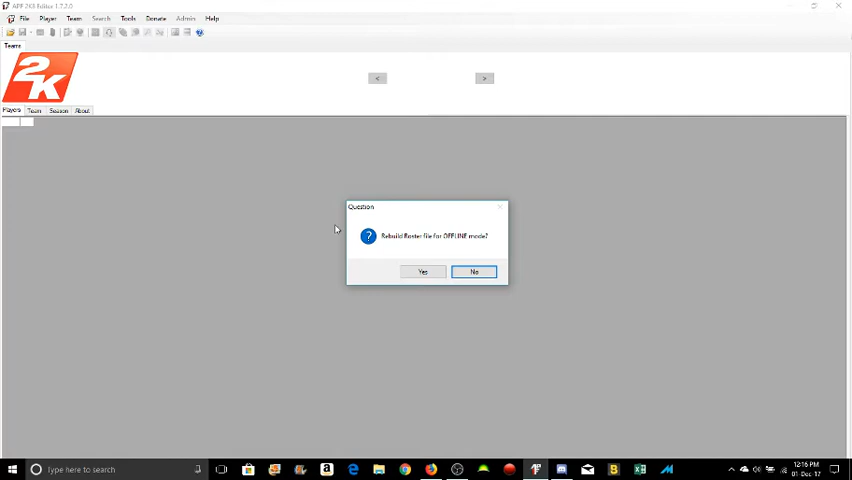 APP 2K8 Editor 1.7.2.0
File Player Team Search Tools Donate Admin Help
Teams
2K
< >
Players Team Season About
Question
Rebuild Roster file for OFFLINE mode?
Yes No
Type here to search
12:16 PM
01-Dec-17